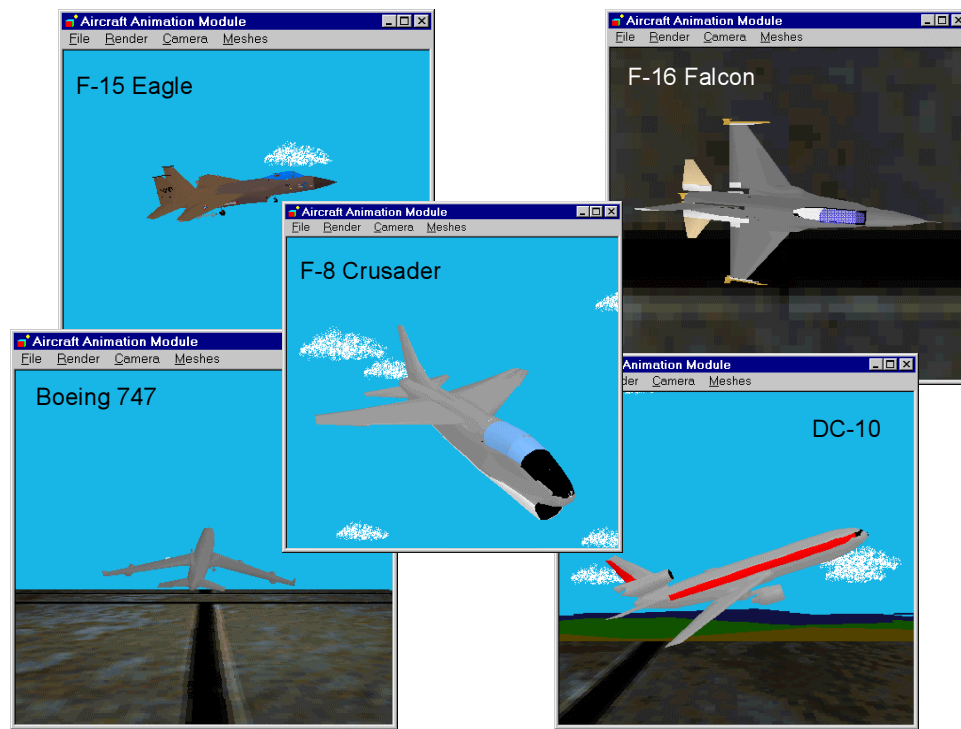 Aircraft Animation Module
File Render Camera Meshes
F-15 Eagle
Aircraft Animation Module
File Render Camera Meshes
F-16 Falcon
Aircraft Animation Module
File Render Camera Meshes
F-8 Crusader
Aircraft Animation Module
File Render Camera Meshes
Boeing 747
Animation Module
Camera Meshes
DC-10